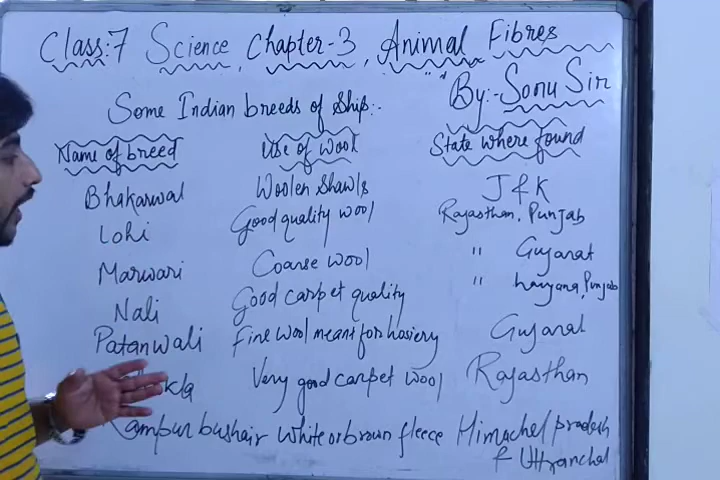 Class:7 Science Chapter-3, Animal Fibres
By:- Sonu Sir
Some Indian breeds of Ship:.
Name of breed Use of Wool State where found
Bhakarwal Woolen Shawls J & K
Lohi Good quality wool Rajasthan, Punjab
Marwari Coarse wool " Gujarat
Nali Good carpet quality " haryana, Punjab
Patanwali Fine wool meant for hosiery Gujarat
Very good carpet wool Rajasthan
Rampur bushair White or brown fleece Himachel pradesh
& Uttranchal